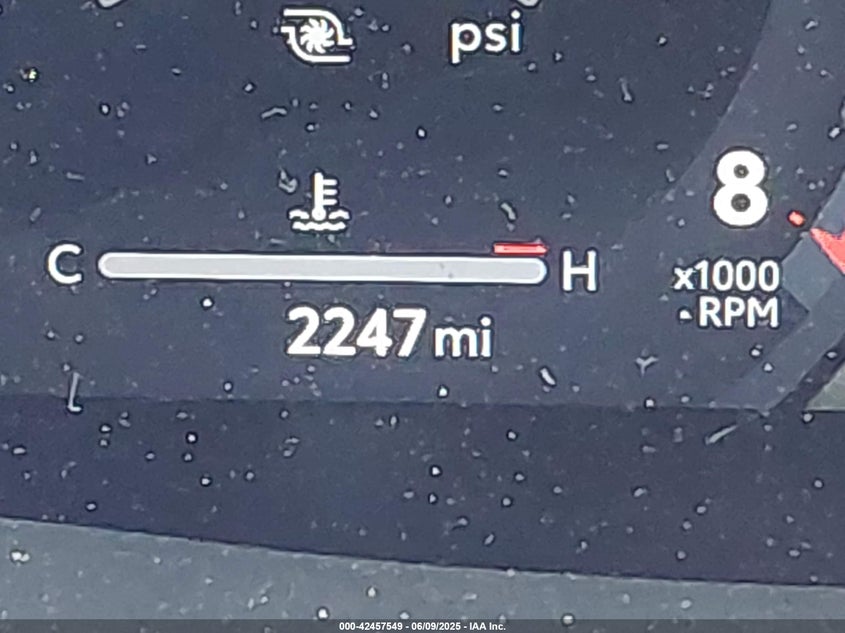 psi
8
C H
x1000
RPM
2247 mi
000-42457549 - 06/09/2025 - IAA Inc.